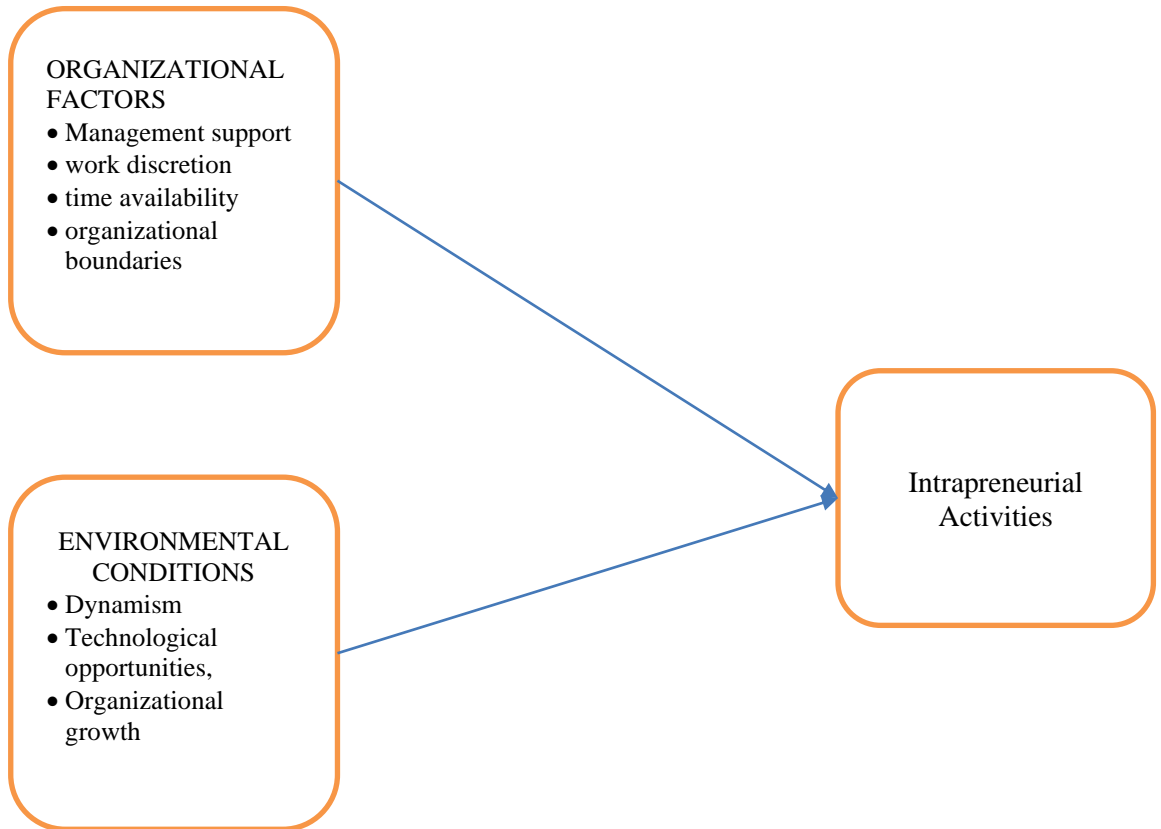 ORGANIZATIONAL
FACTORS
• Management support
• work discretion
• time availability
• organizational
boundaries
ENVIRONMENTAL
CONDITIONS
• Dynamism
• Technological
opportunities,
• Organizational
growth
Intrapreneurial
Activities